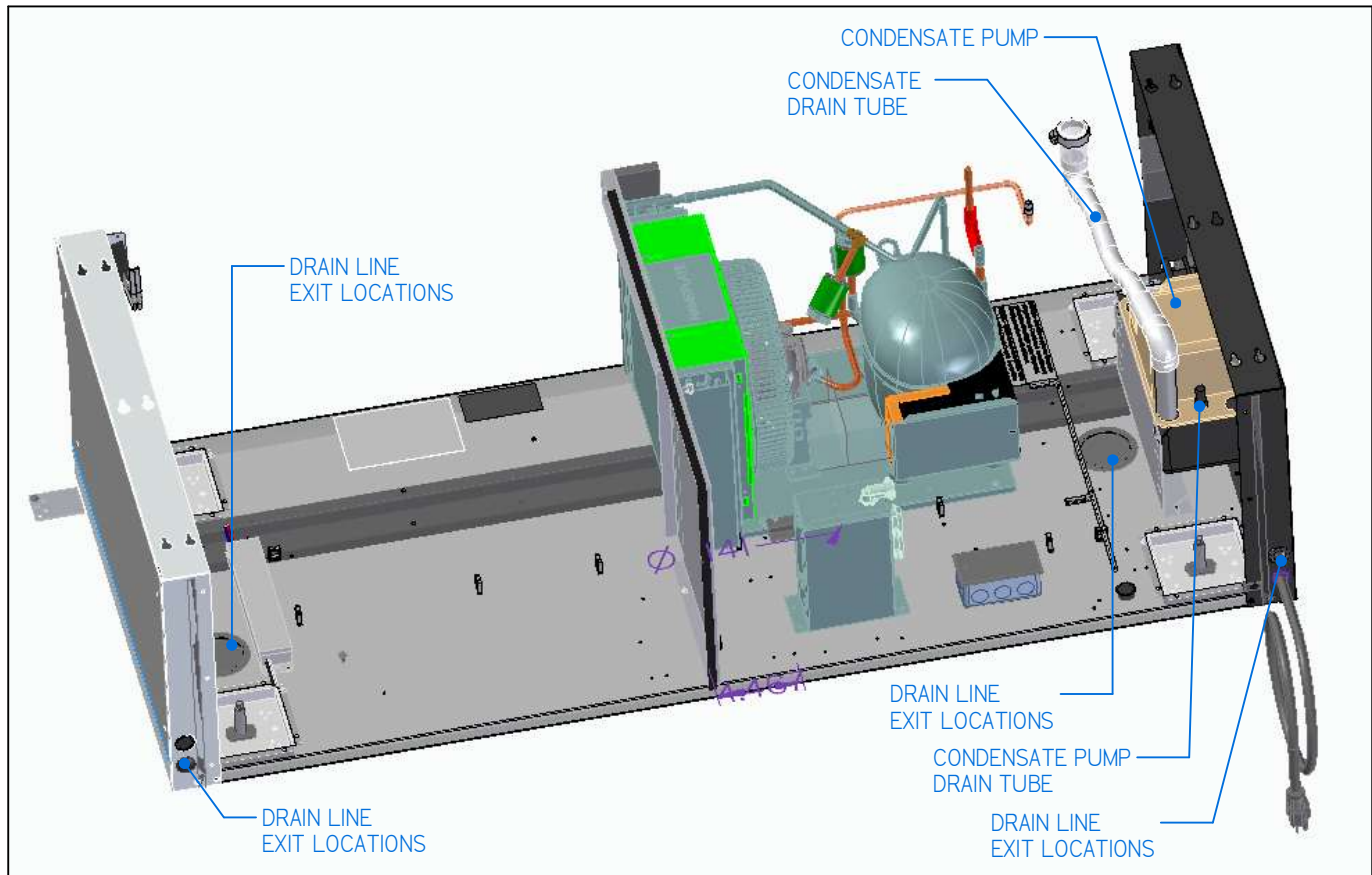 CONDENSATE PUMP
CONDENSATE
DRAIN TUBE
DRAIN LINE
EXIT LOCATIONS
DRAIN LINE
EXIT LOCATIONS
CONDENSATE PUMP
DRAIN TUBE
DRAIN LINE
EXIT LOCATIONS
DRAIN LINE
EXIT LOCATIONS